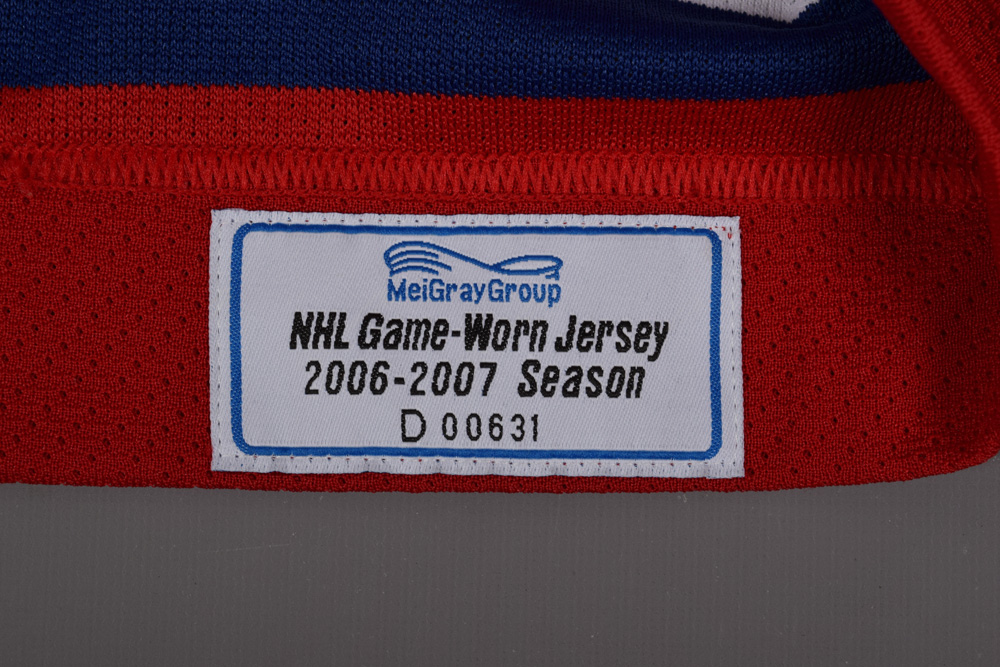 MeiGrayGroup
NHL Game-Worn Jersey
2006-2007 Season
D 00631